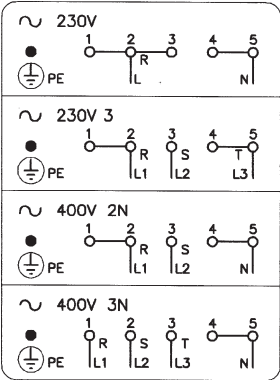 ~ 230V
1 2 3 4 5
R
PE L N
~ 230V 3
1 2 3 4 5
R S T
PE L1 L2 L3
~ 400V 2N
1 2 3 4 5
R S
PE L1 L2 N
~ 400V 3N
1 2 3 4 5
R S T
PE L1 L2 L3 N